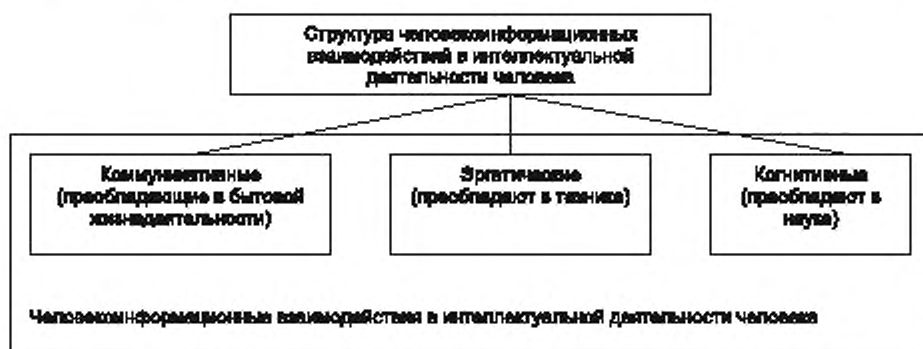 Структура человекоинформационных
взаимодействий в интеллектуальной
деятельности человека
Коммуникативные
(преобладающие в бытовой
жизнедеятельности)
Эргатические
(преобладают в технике)
Когнитивные
(преобладают в
науке)
Человекоинформационные взаимодействия в интеллектуальной деятельности человека